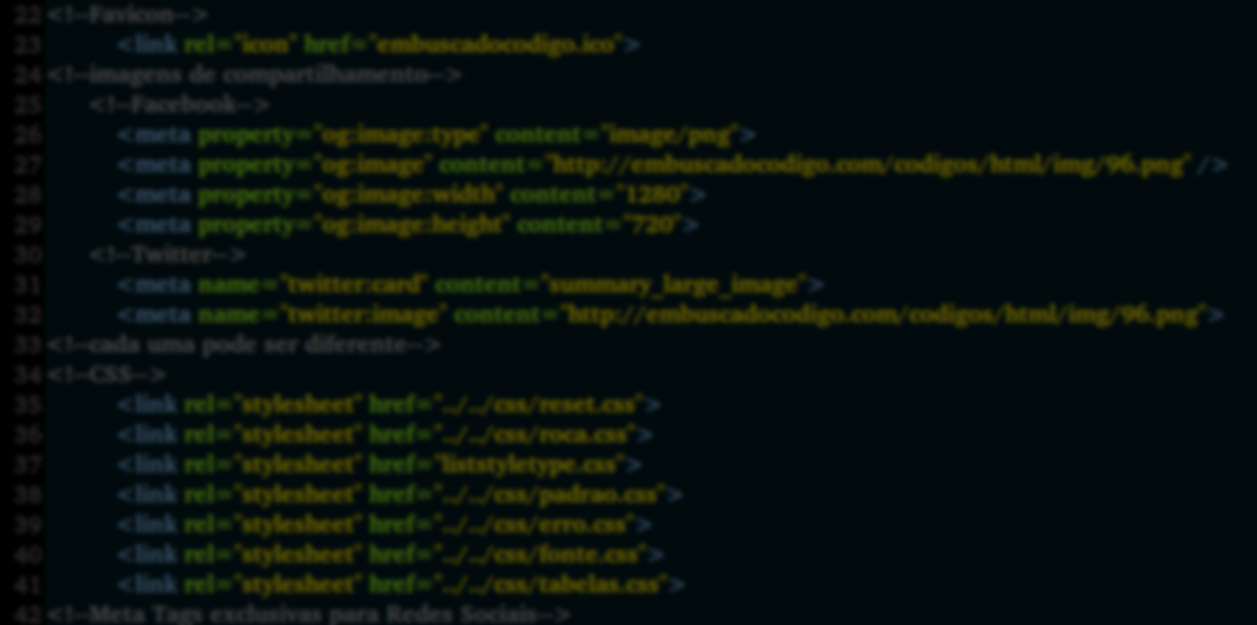 22 <!--Favicon-->
23 <link rel="icon" href="embuscadocodigo.ico">
24 <!--imagens de compartilhamento-->
25 <!--Facebook-->
26 <meta property="og:image:type" content="image/png">
27 <meta property="og:image" content="http://embuscadocodigo.com/codigos/html/img/96.png" />
28 <meta property="og:image:width" content="1280">
29 <meta property="og:image:height" content="720">
30 <!--Twitter-->
31 <meta name="twitter:card" content="summary_large_image">
32 <meta name="twitter:image" content="http://embuscadocodigo.com/codigos/html/img/96.png">
33 <!--cada uma pode ser diferente-->
34 <!--CSS-->
35 <link rel="stylesheet" href="../../css/reset.css">
36 <link rel="stylesheet" href="../../css/roca.css">
37 <link rel="stylesheet" href="liststyletype.css">
38 <link rel="stylesheet" href="../../css/padrao.css">
39 <link rel="stylesheet" href="../../css/erro.css">
40 <link rel="stylesheet" href="../../css/fonte.css">
41 <link rel="stylesheet" href="../../css/tabelas.css">
42 <!--Meta Tags exclusivas para Redes Sociais-->